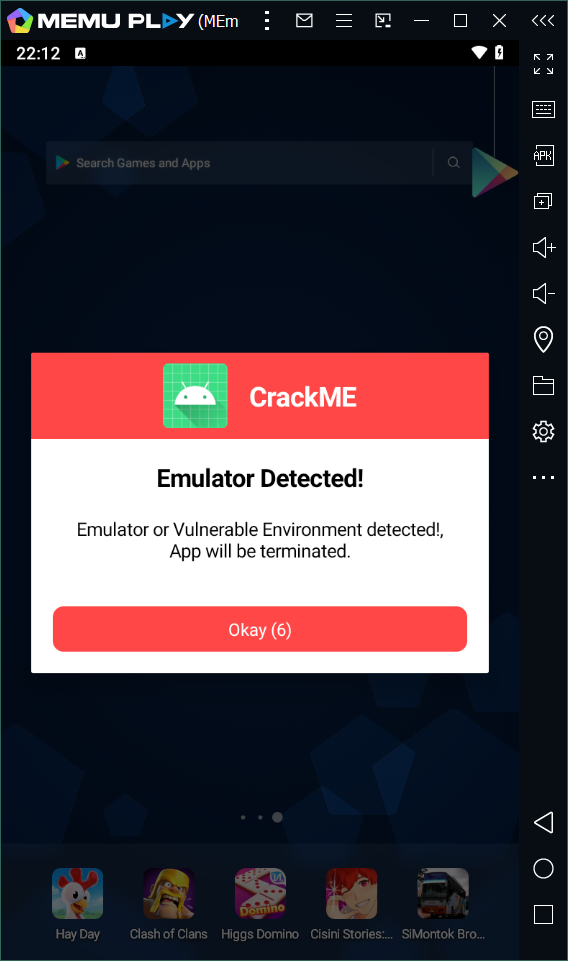 MEMU PLAY (MEm
22:12 A
Search Games and Apps
APK
CrackME
Emulator Detected!
Emulator or Vulnerable Environment detected!,
App will be terminated.
Okay (6)
Domino
Hay Day Clash of Clans Higgs Domino Cisini Stories:... SiMontok Bro...